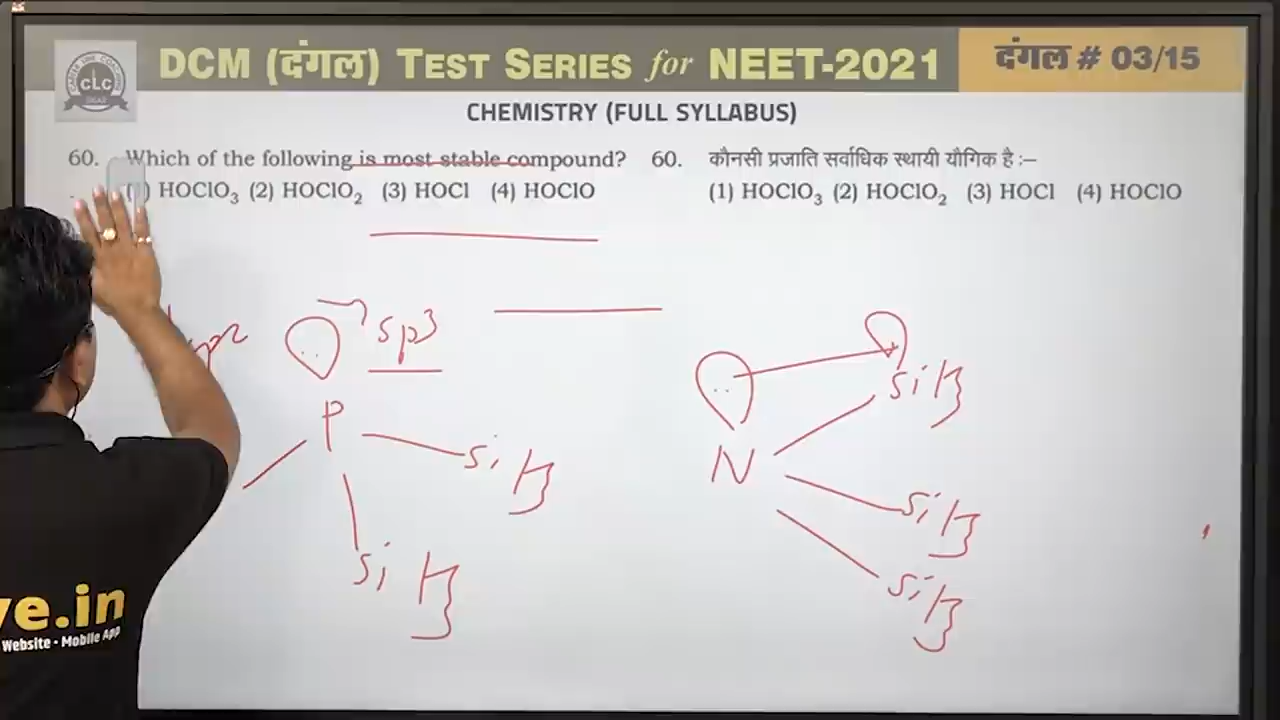 DCM (दंगल) TEST SERIES for NEET-2021
दंगल # 03/15
CLC
CHEMISTRY (FULL SYLLABUS)
60. Which of the following is most stable compound?
(1) HOClO₃ (2) HOClO₂ (3) HOCl (4) HOClO
60. कौनसी प्रजाति सर्वाधिक स्थायी यौगिक है :–
(1) HOClO₃ (2) HOClO₂ (3) HOCl (4) HOClO
sp3
P
SiH3
SiH3
N
SiH3
SiH3
SiH3
ve.in
Website • Mobile App